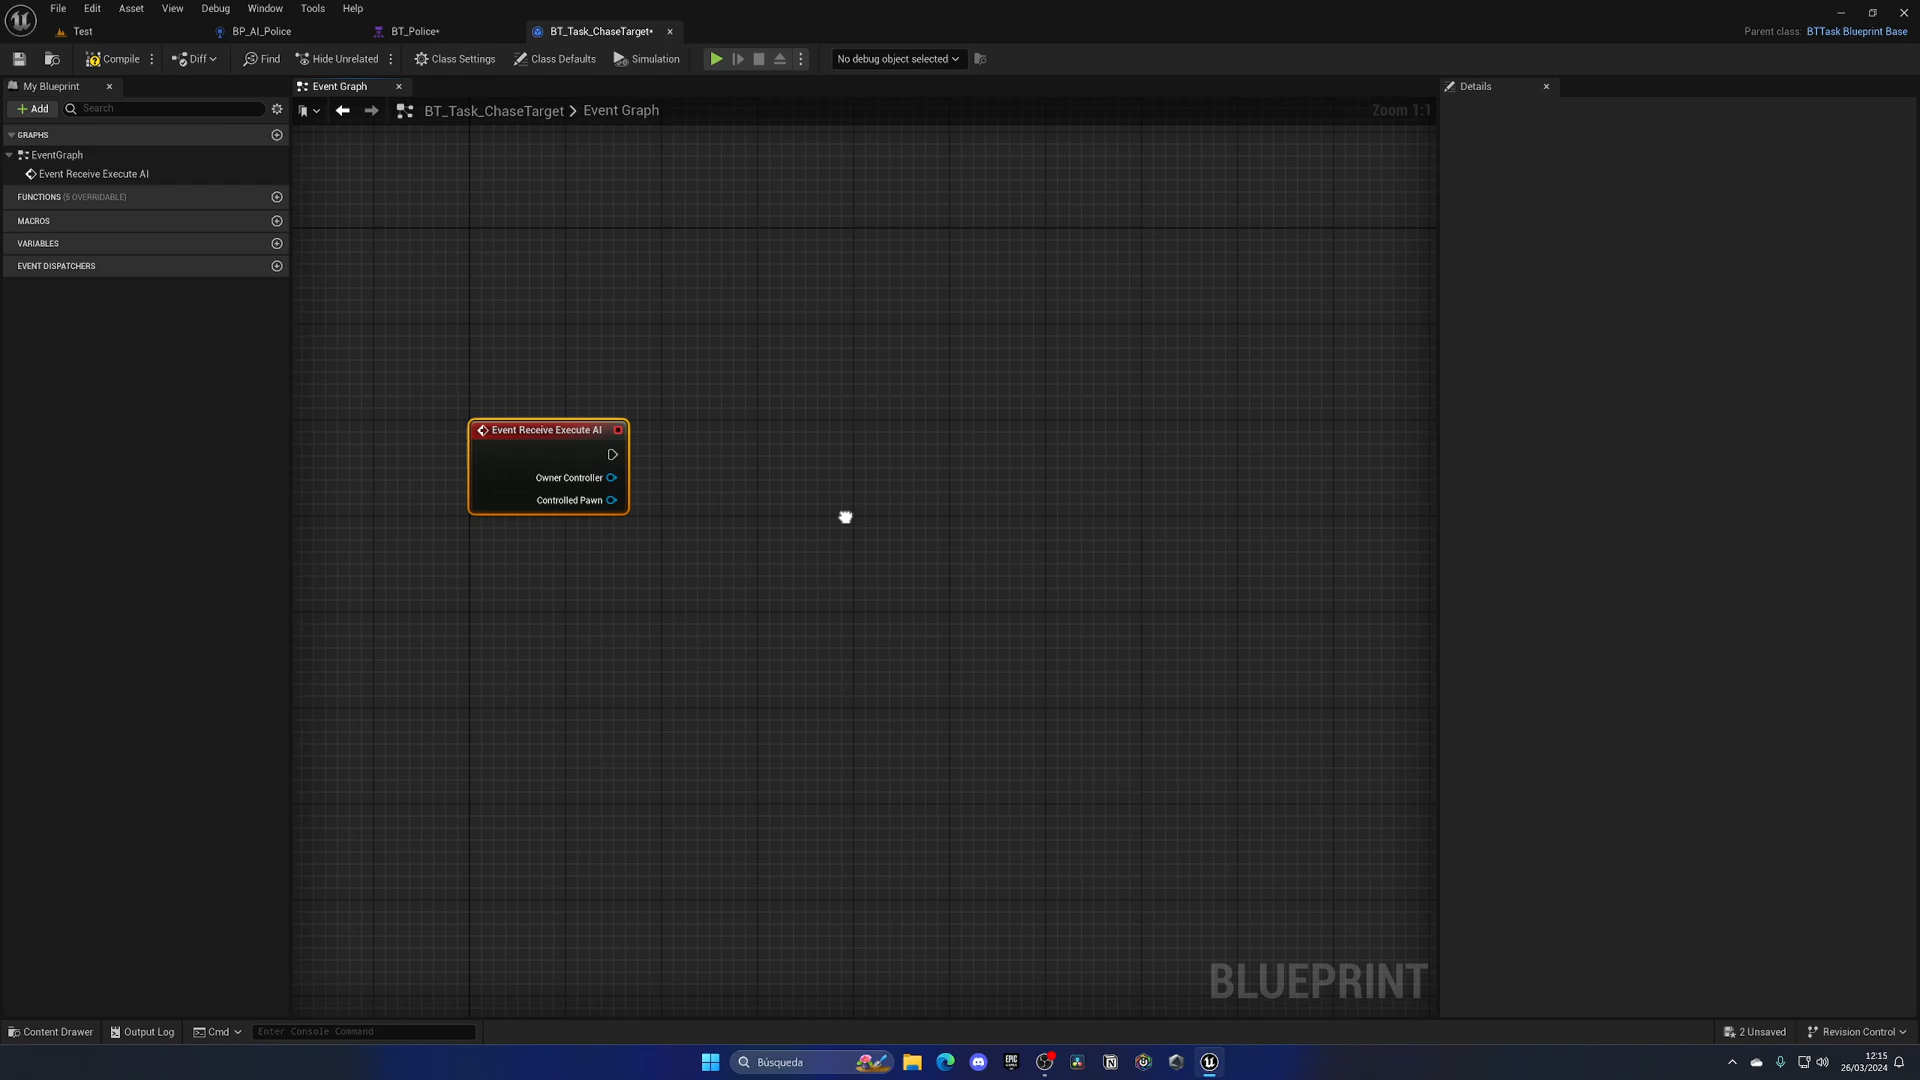 File Edit Asset View Debug Window Tools Help
Test BP_AI_Police BT_Police* BT_Task_ChaseTarget* Parent class: BTTask Blueprint Base
Compile Diff Find Hide Unrelated Class Settings Class Defaults Simulation No debug object selected
My Blueprint Event Graph Details
Add Search BT_Task_ChaseTarget > Event Graph Zoom 1:1
GRAPHS
EventGraph
Event Receive Execute AI
FUNCTIONS (5 OVERRIDABLE)
MACROS
VARIABLES
EVENT DISPATCHERS
Event Receive Execute AI
Owner Controller
Controlled Pawn
BLUEPRINT
Content Drawer Output Log Cmd Enter Console Command 2 Unsaved Revision Control
Búsqueda EPIC GAMES 12:15
26/03/2024